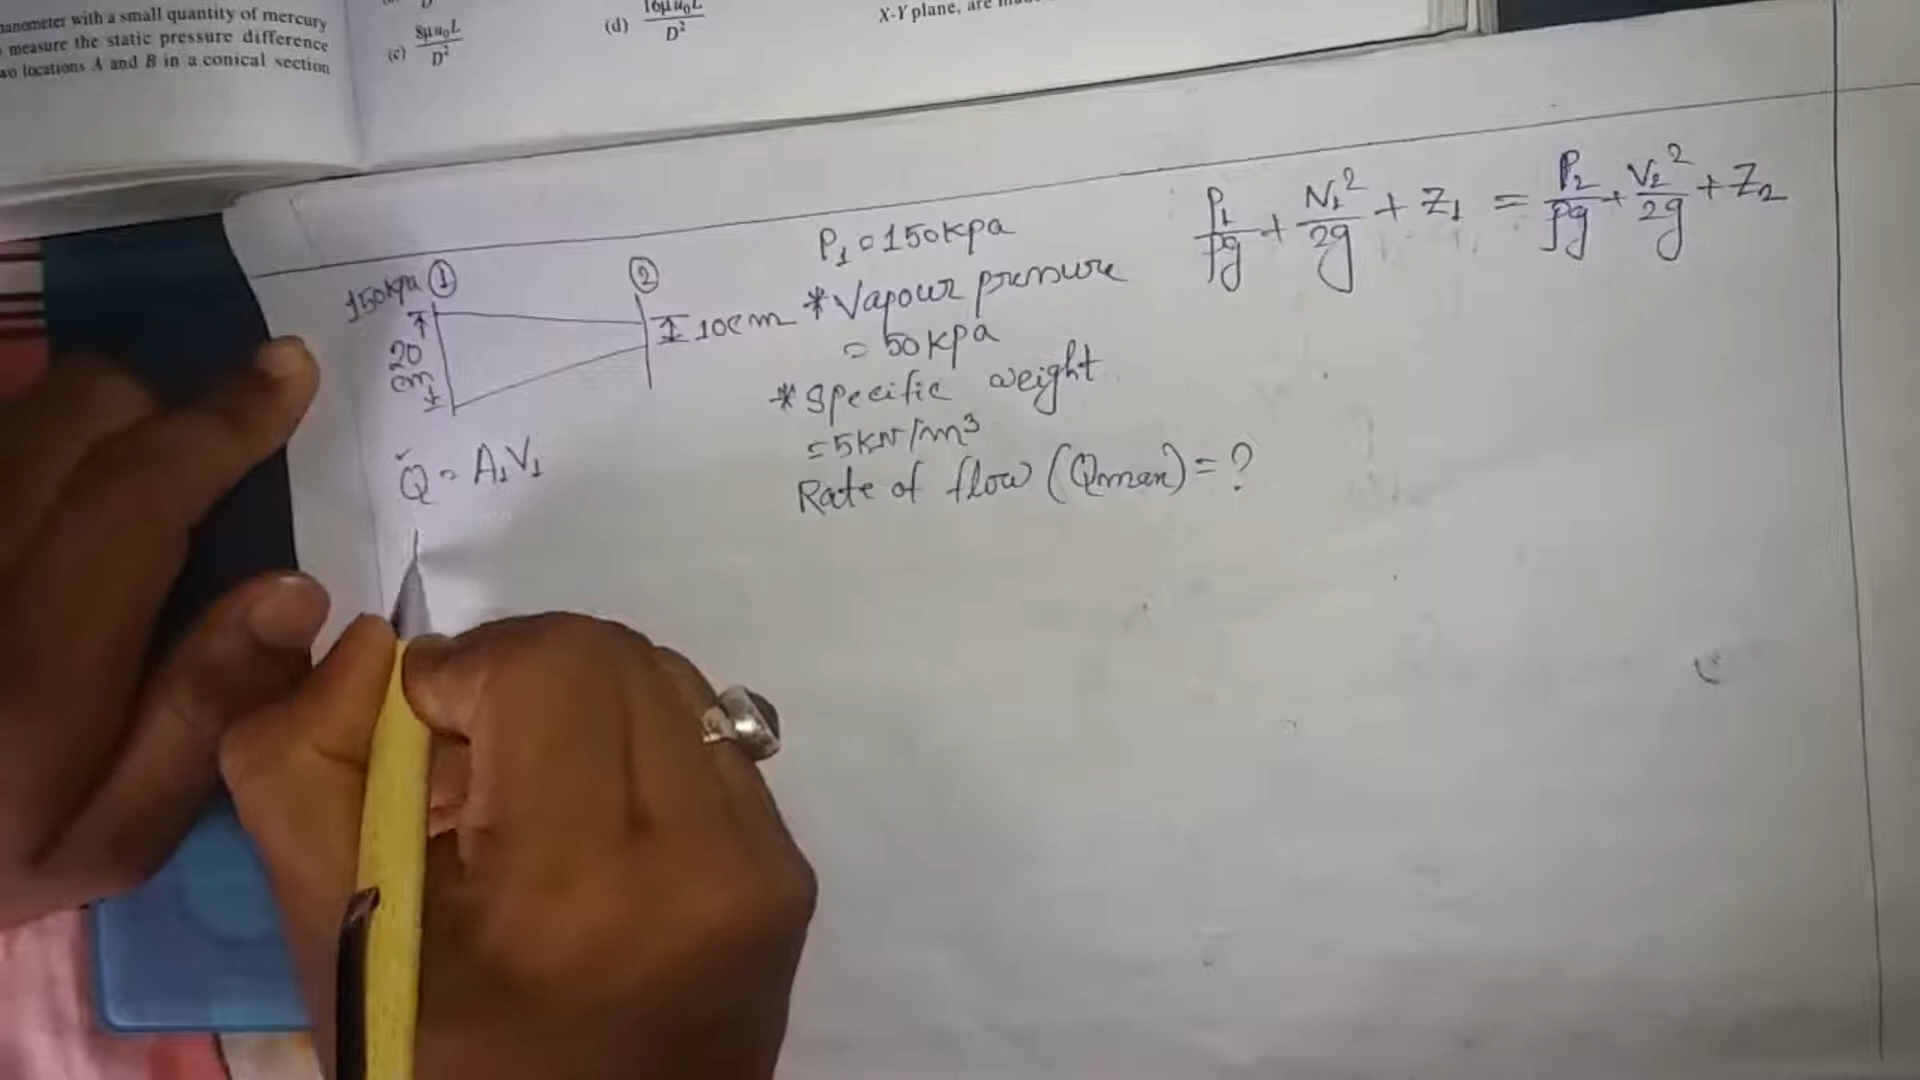 nanometer with a small quantity of mercury
measure the static pressure difference
wo locations A and B in a conical section
(c) 8μu₀L / D²
(d) 16μu₀L / D²
X-Y plane, are
P₁/ρg + V₁²/2g + Z₁ = P₂/ρg + V₂²/2g + Z₂
150kpa ① ②
20 cm
10cm
P₁ = 150kpa
* Vapour pressure
= 50kpa
* Specific weight
= 5kN/m³
Rate of flow (Qmax) = ?
Q = A₁V₁